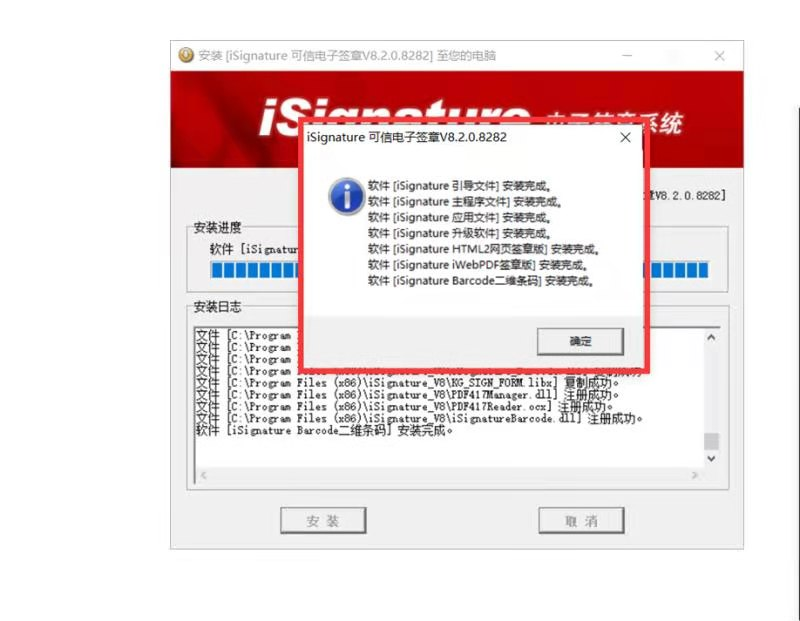 安装 [iSignature 可信电子签章V8.2.0.8282] 至您的电脑
iSignature
系统
iSignature 可信电子签章V8.2.0.8282
软件 [iSignature 引导文件] 安装完成。
软件 [iSignature 主程序文件] 安装完成。
软件 [iSignature 应用文件] 安装完成。
软件 [iSignature 升级软件] 安装完成。
软件 [iSignature HTML2网页签章版] 安装完成。
软件 [iSignature iWebPDF签章版] 安装完成。
软件 [iSignature Barcode二维条码] 安装完成。
确定
V8.2.0.8282]
安装进度
软件 [iSignatur
安装日志
文件 [C:\Program
文件 [C:\Program
文件 [C:\Program
文件 [C:\Program
文件 [C:\Program Files (x86)\iSignature_V8\KG_SIGN_FORM.libx] 复制成功。
文件 [C:\Program Files (x86)\iSignature_V8\PDF417Manager.dll] 注册成功。
文件 [C:\Program Files (x86)\iSignature_V8\PDF417Reader.ocx] 注册成功。
文件 [C:\Program Files (x86)\iSignature_V8\iSignatureBarcode.dll] 注册成功。
软件 [iSignature Barcode二维条码] 安装完成。
安 装
取 消